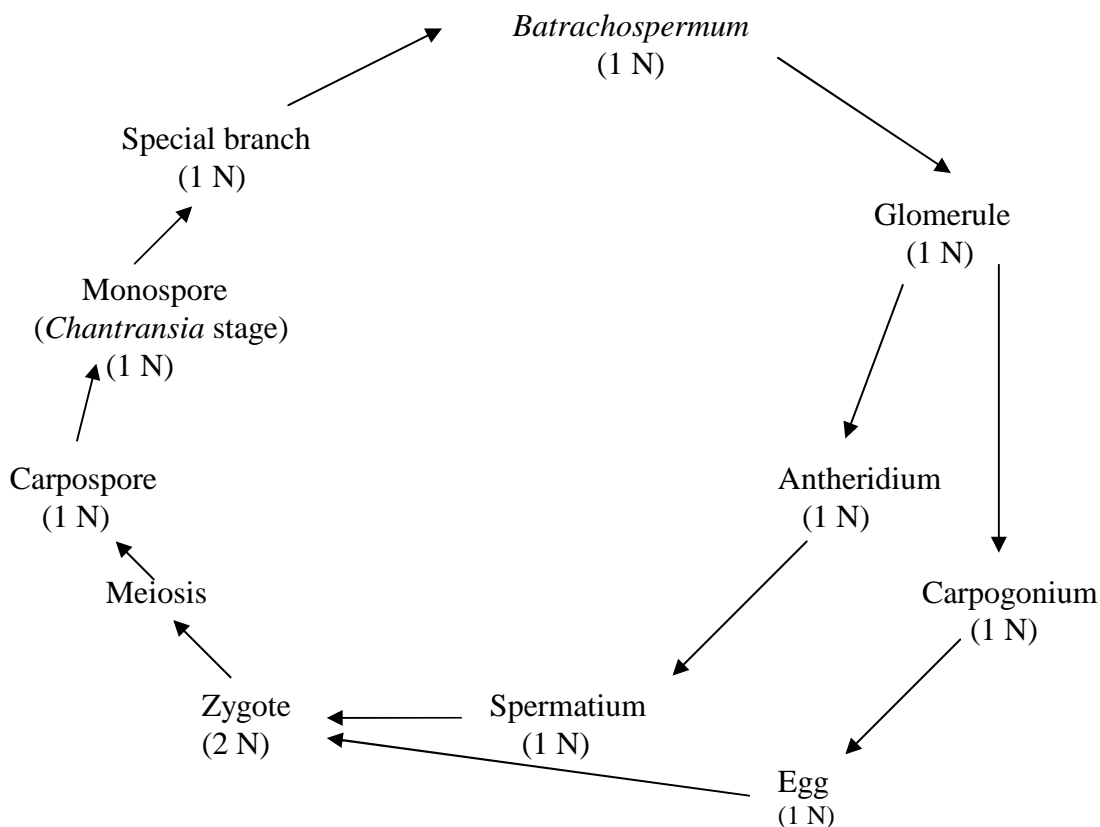 Batrachospermum
(1 N)
Special branch
(1 N)
Glomerule
(1 N)
Monospore
(Chantransia stage)
(1 N)
Carpospore
(1 N)
Antheridium
(1 N)
Meiosis
Carpogonium
(1 N)
Zygote
(2 N)
Spermatium
(1 N)
Egg
(1 N)